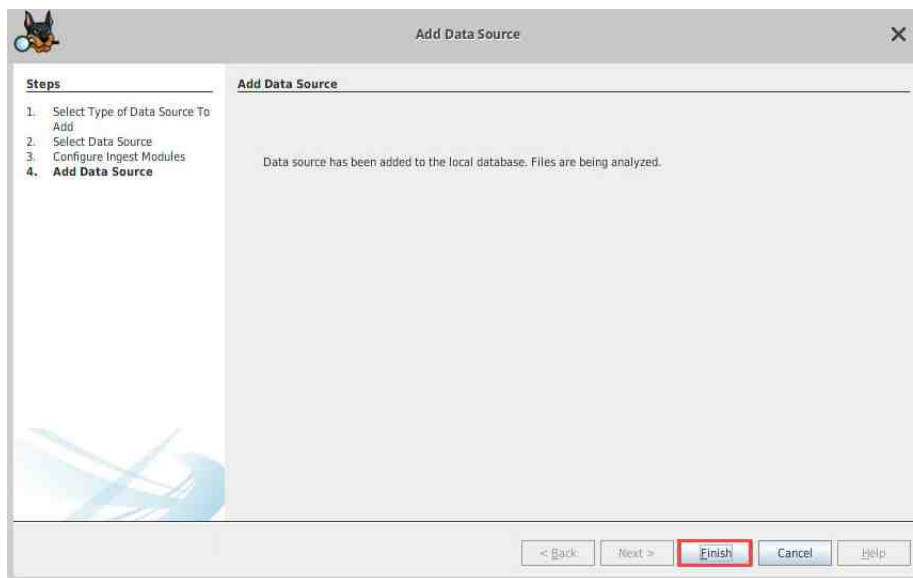 Add Data Source
Steps
1. Select Type of Data Source To
Add
2. Select Data Source
3. Configure Ingest Modules
4. Add Data Source
Add Data Source
Data source has been added to the local database. Files are being analyzed.
< Back Next > Finish Cancel Help